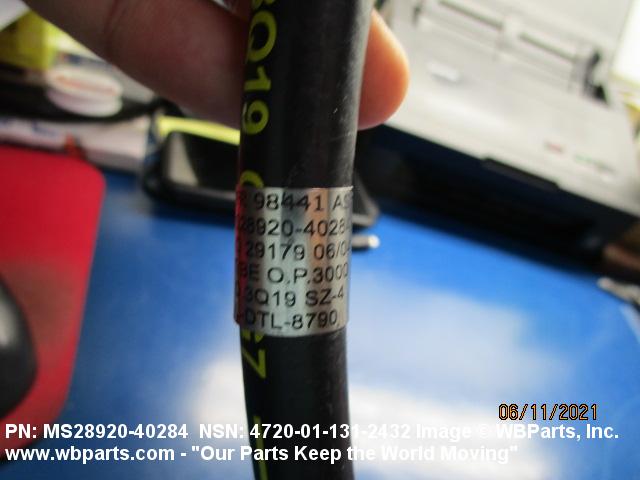 3Q19
98441 AS
28920-40284
29179 06/0
BE O.P.3000
3Q19 SZ-4
-DTL-8790
06/11/2021
PN: MS28920-40284 NSN: 4720-01-131-2432 Image © WBParts, Inc.
www.wbparts.com - "Our Parts Keep the World Moving"